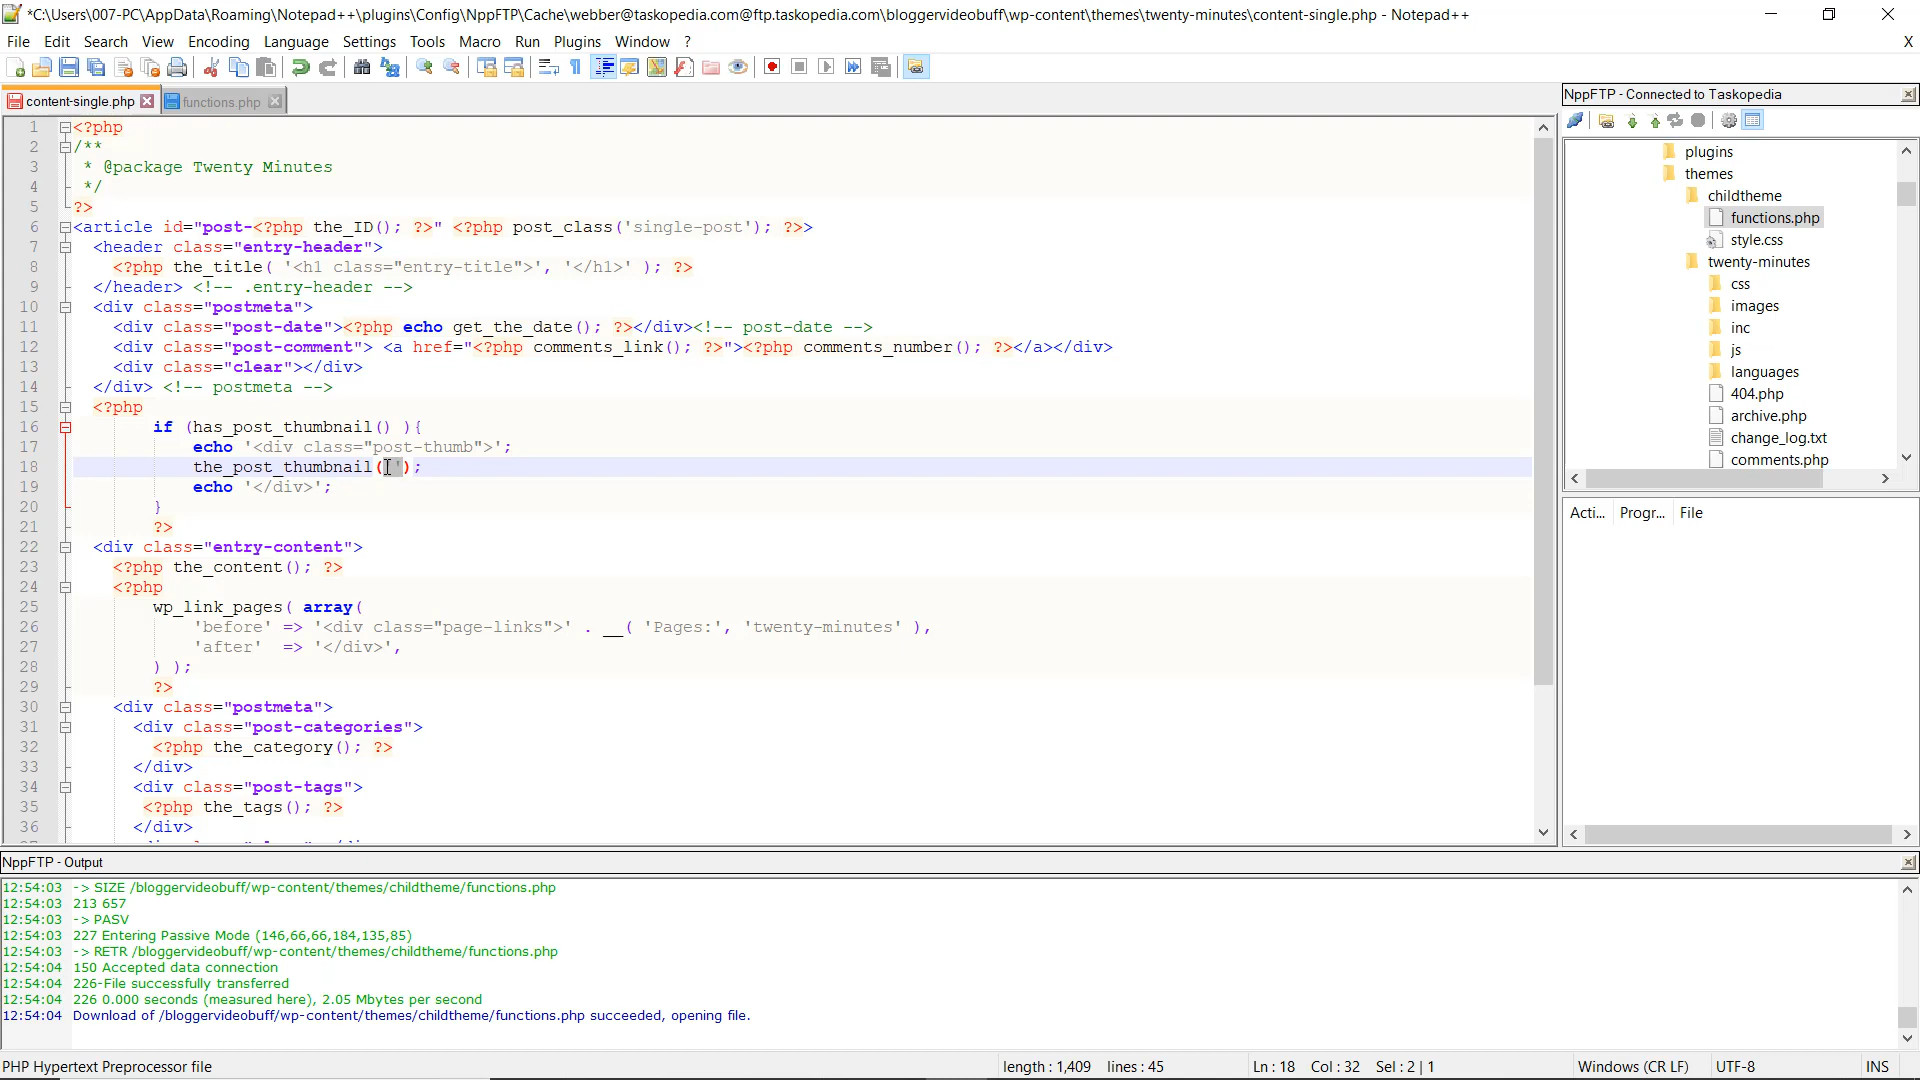 *C:\Users\007-PC\AppData\Roaming\Notepad++\plugins\Config\NppFTP\Cache\webber@taskopedia.com@ftp.taskopedia.com\bloggervideobuff\wp-content\themes\twenty-minutes\content-single.php - Notepad++
File Edit Search View Encoding Language Settings Tools Macro Run Plugins Window ? X
content-single.php functions.php
NppFTP - Connected to Taskopedia
1 <?php
2 /**
3 * @package Twenty Minutes
4 */
5 ?>
6 <article id="post-<?php the_ID(); ?>" <?php post_class('single-post'); ?>>
7 <header class="entry-header">
8 <?php the_title( '<h1 class="entry-title">', '</h1>' ); ?>
9 </header> <!-- .entry-header -->
10 <div class="postmeta">
11 <div class="post-date"><?php echo get_the_date(); ?></div><!-- post-date -->
12 <div class="post-comment"> <a href="<?php comments_link(); ?>"><?php comments_number(); ?></a></div>
13 <div class="clear"></div>
14 </div> <!-- postmeta -->
15 <?php
16 if (has_post_thumbnail() ){
17 echo '<div class="post-thumb">';
18 the_post_thumbnail('');
19 echo '</div>';
20 }
21 ?>
22 <div class="entry-content">
23 <?php the_content(); ?>
24 <?php
25 wp_link_pages( array(
26 'before' => '<div class="page-links">' . __( 'Pages:', 'twenty-minutes' ),
27 'after' => '</div>',
28 ) );
29 ?>
30 <div class="postmeta">
31 <div class="post-categories">
32 <?php the_category(); ?>
33 </div>
34 <div class="post-tags">
35 <?php the_tags(); ?>
36 </div>
plugins
themes
childtheme
functions.php
style.css
twenty-minutes
css
images
inc
js
languages
404.php
archive.php
change_log.txt
comments.php
Acti... Progr... File
NppFTP - Output
12:54:03 -> SIZE /bloggervideobuff/wp-content/themes/childtheme/functions.php
12:54:03 213 657
12:54:03 -> PASV
12:54:03 227 Entering Passive Mode (146,66,66,184,135,85)
12:54:03 -> RETR /bloggervideobuff/wp-content/themes/childtheme/functions.php
12:54:04 150 Accepted data connection
12:54:04 226-File successfully transferred
12:54:04 226 0.000 seconds (measured here), 2.05 Mbytes per second
12:54:04 Download of /bloggervideobuff/wp-content/themes/childtheme/functions.php succeeded, opening file.
PHP Hypertext Preprocessor file length : 1,409 lines : 45 Ln : 18 Col : 32 Sel : 2 | 1 Windows (CR LF) UTF-8 INS